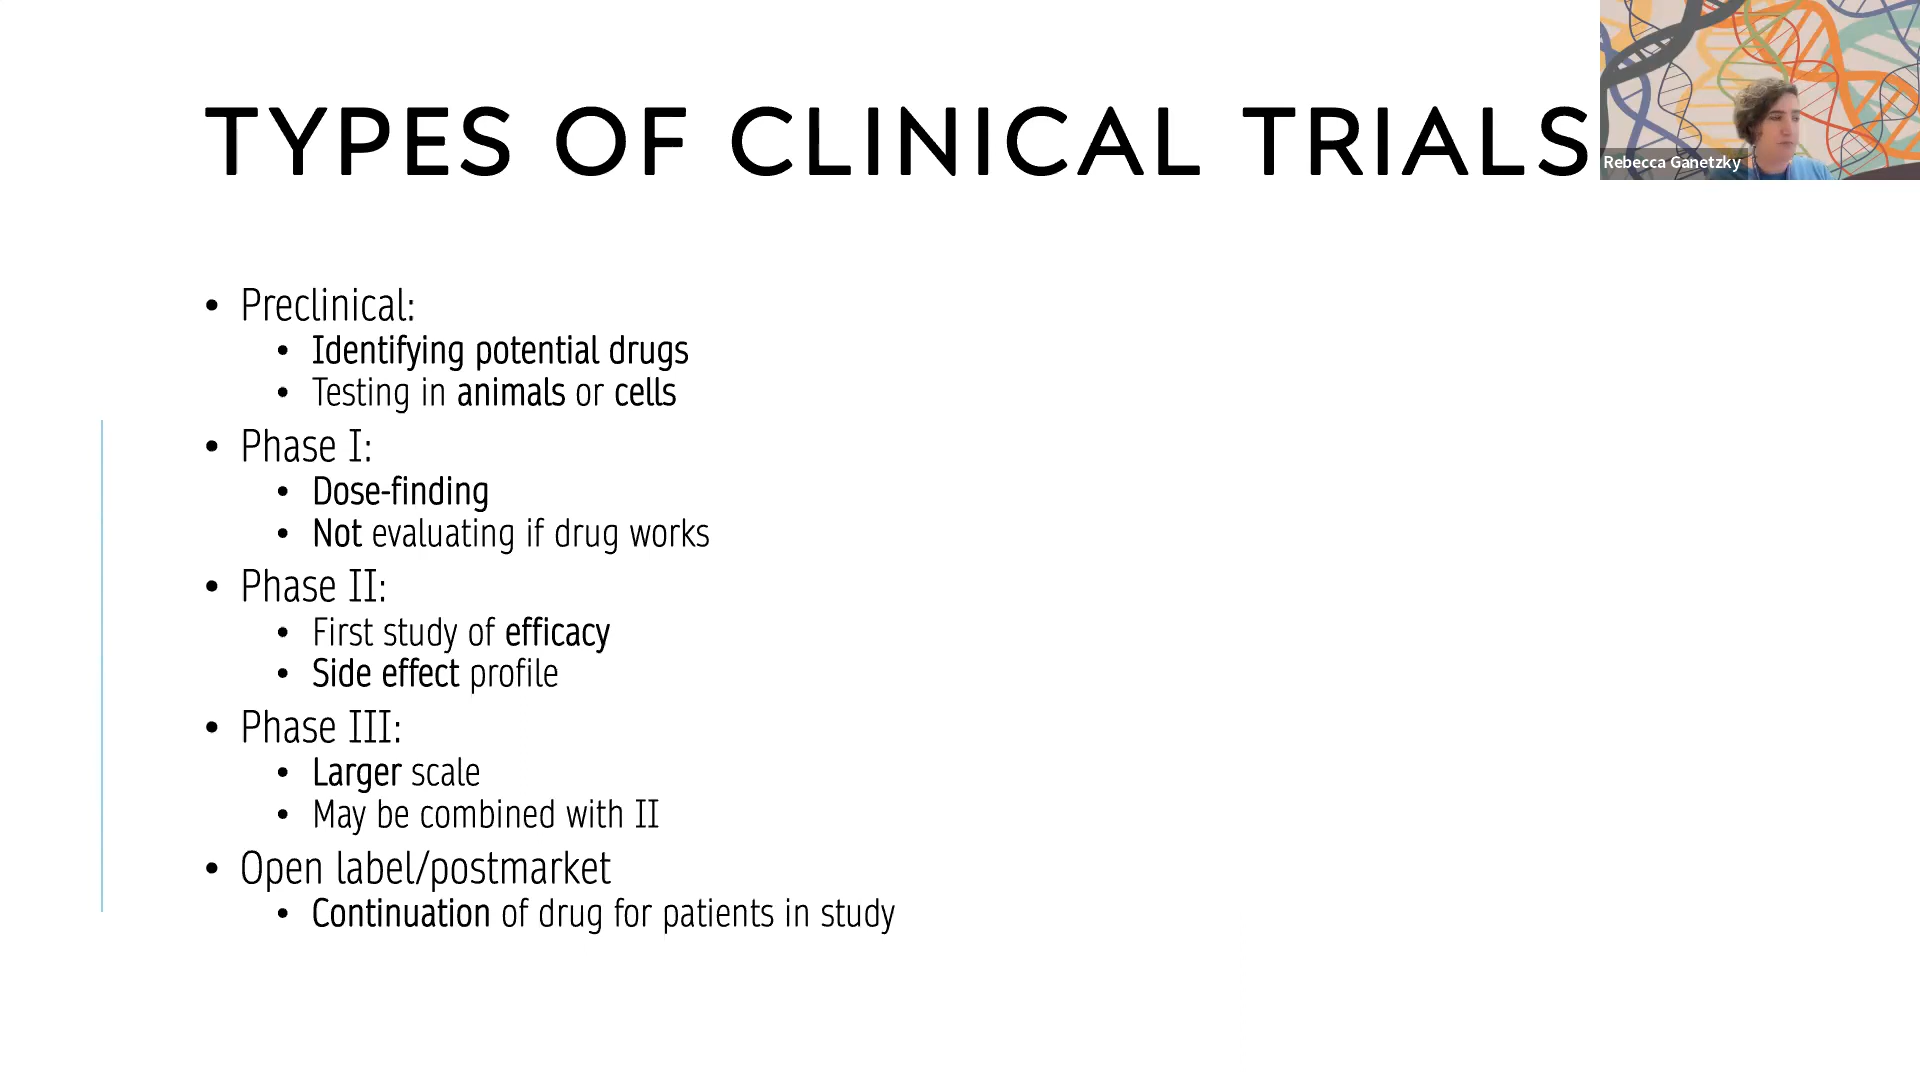 TYPES OF CLINICAL TRIALS
Rebecca Ganetzky
• Preclinical:
• Identifying potential drugs
• Testing in animals or cells
• Phase I:
• Dose-finding
• Not evaluating if drug works
• Phase II:
• First study of efficacy
• Side effect profile
• Phase III:
• Larger scale
• May be combined with II
• Open label/postmarket
• Continuation of drug for patients in study